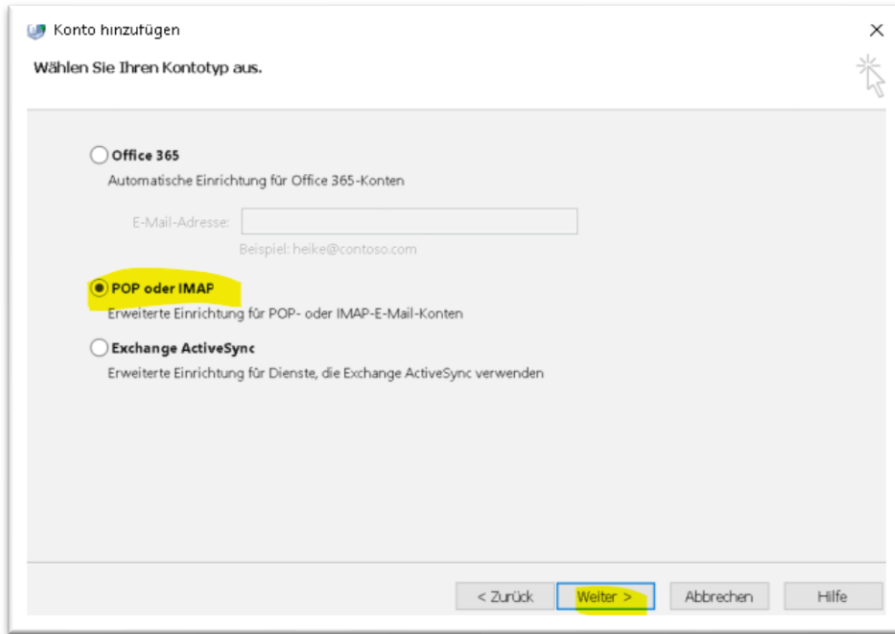 Konto hinzufügen
Wählen Sie Ihren Kontotyp aus.
Office 365
Automatische Einrichtung für Office 365-Konten
E-Mail-Adresse:
Beispiel: heike@contoso.com
POP oder IMAP
Erweiterte Einrichtung für POP- oder IMAP-E-Mail-Konten
Exchange ActiveSync
Erweiterte Einrichtung für Dienste, die Exchange ActiveSync verwenden
< Zurück Weiter > Abbrechen Hilfe